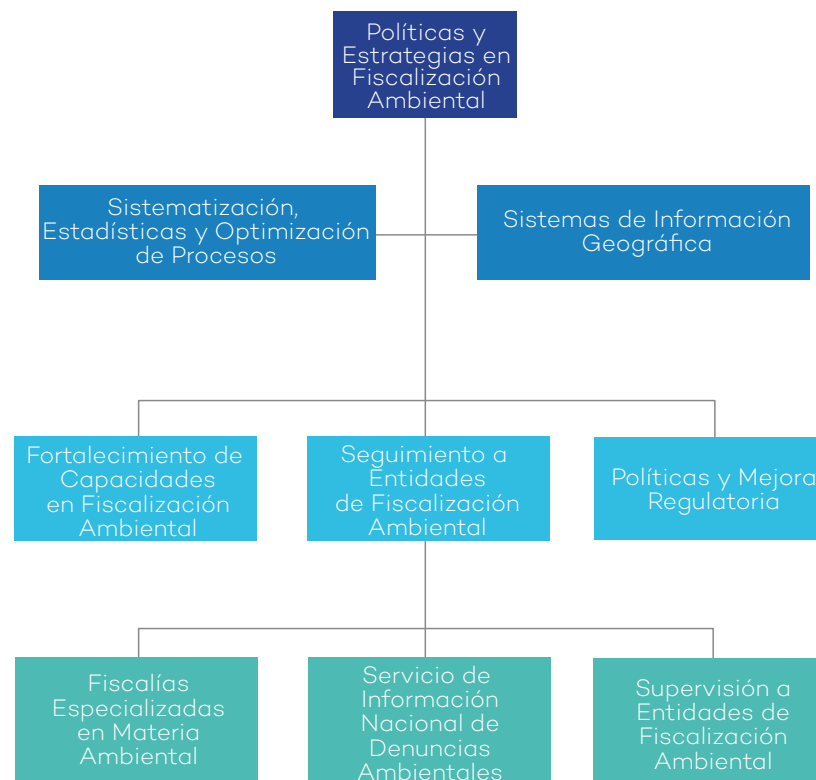 Políticas y
Estrategias en
Fiscalización
Ambiental
Sistematización,
Estadísticas y Optimización
de Procesos
Sistemas de Información
Geográfica
Fortalecimiento de
Capacidades
en Fiscalización
Ambiental
Seguimiento a
Entidades
de Fiscalización
Ambiental
Políticas y Mejora
Regulatoria
Fiscalías
Especializadas
en Materia
Ambiental
Servicio de
Información
Nacional de
Denuncias
Ambientales
Supervisión a
Entidades de
Fiscalización
Ambiental